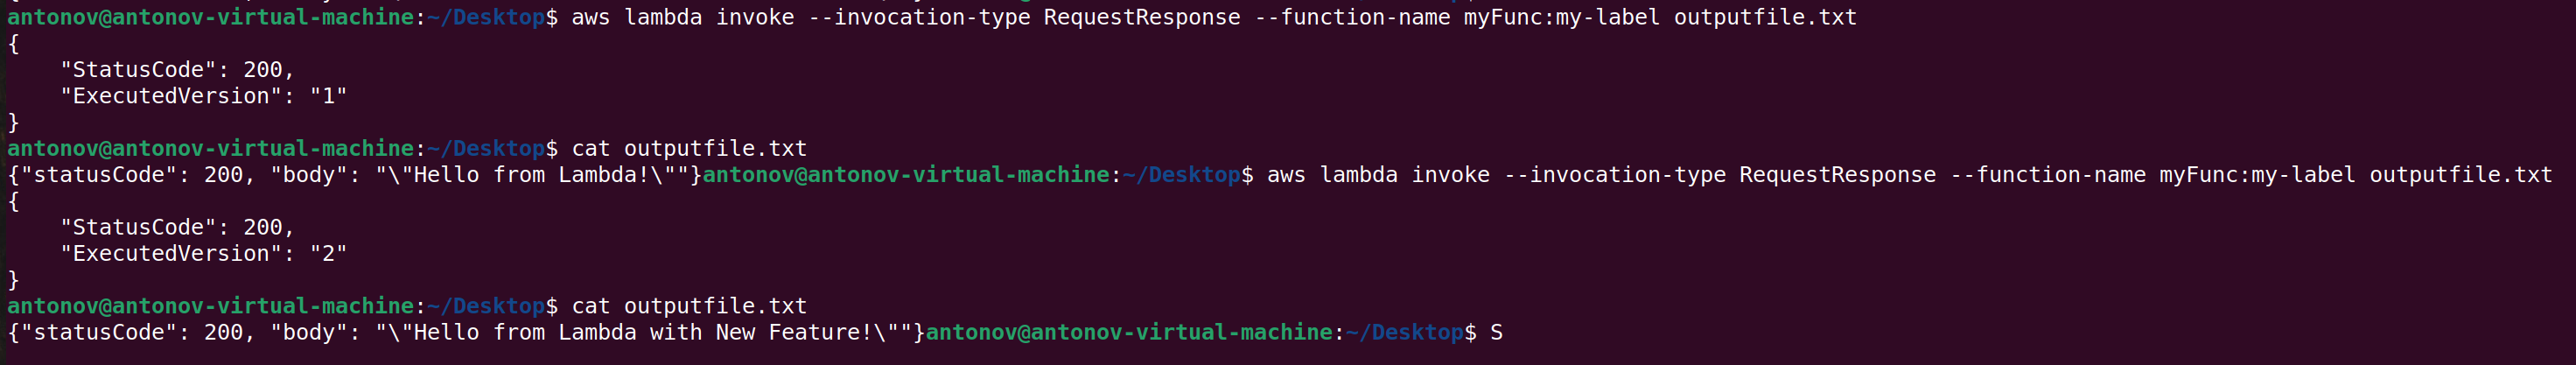 antonov@antonov-virtual-machine:~/Desktop$ aws lambda invoke --invocation-type RequestResponse --function-name myFunc:my-label outputfile.txt
{
    "StatusCode": 200,
    "ExecutedVersion": "1"
}
antonov@antonov-virtual-machine:~/Desktop$ cat outputfile.txt
{"statusCode": 200, "body": "\"Hello from Lambda!\""}antonov@antonov-virtual-machine:~/Desktop$ aws lambda invoke --invocation-type RequestResponse --function-name myFunc:my-label outputfile.txt
{
    "StatusCode": 200,
    "ExecutedVersion": "2"
}
antonov@antonov-virtual-machine:~/Desktop$ cat outputfile.txt
{"statusCode": 200, "body": "\"Hello from Lambda with New Feature!\""}antonov@antonov-virtual-machine:~/Desktop$ S